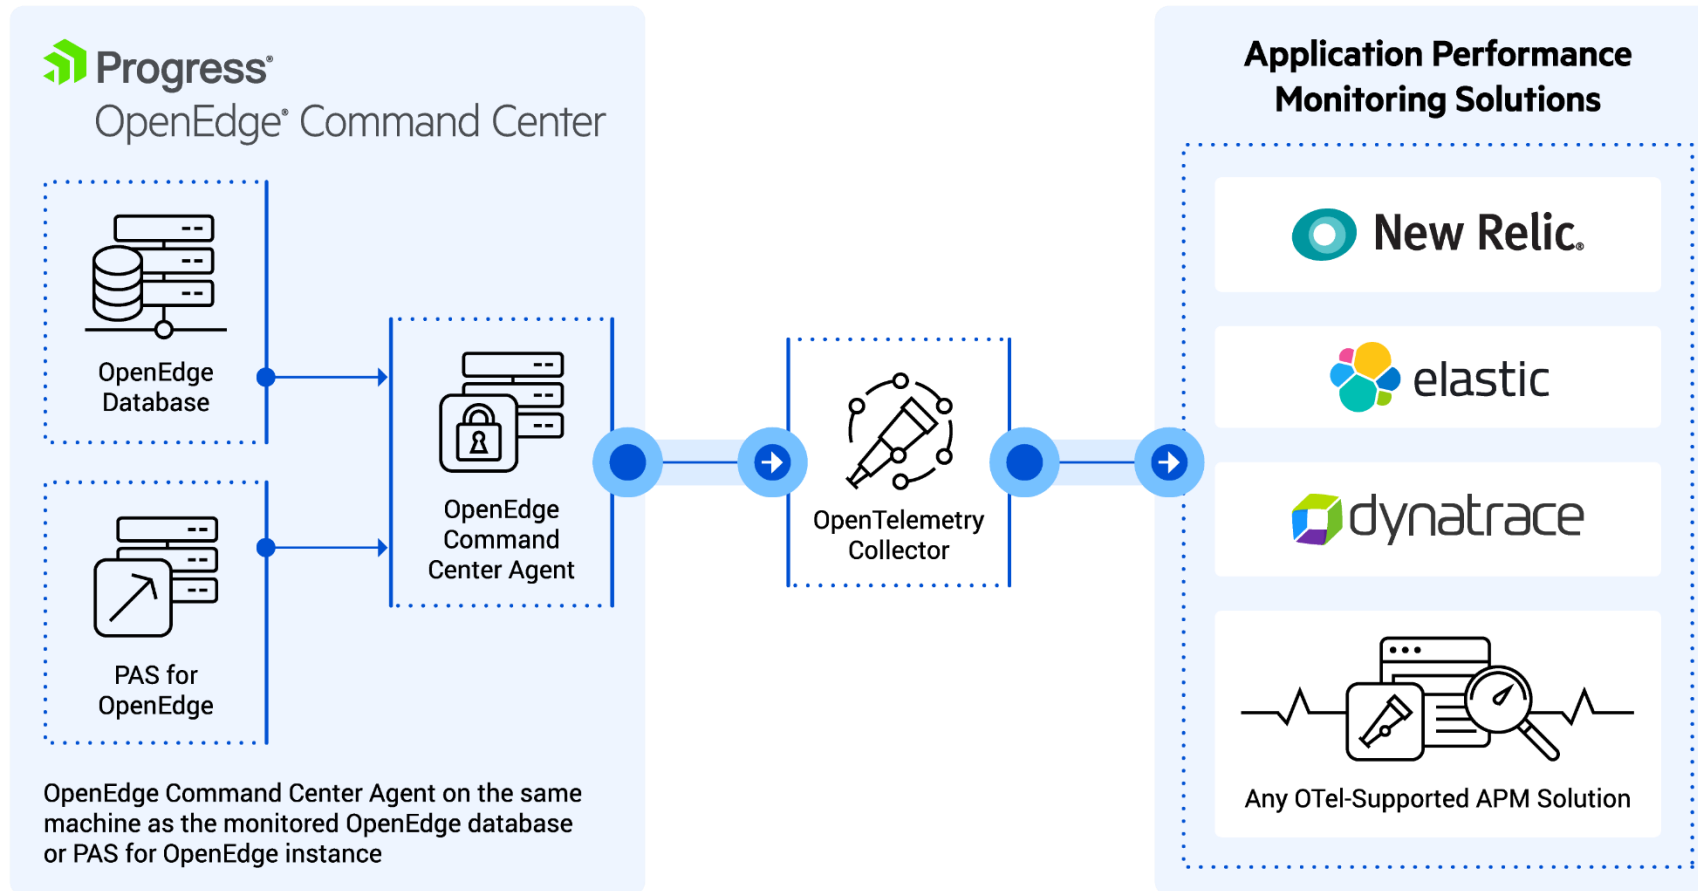 Progress®
OpenEdge® Command Center
OpenEdge
Database
PAS for
OpenEdge
OpenEdge
Command
Center Agent
OpenEdge Command Center Agent on the same
machine as the monitored OpenEdge database
or PAS for OpenEdge instance
OpenTelemetry
Collector
Application Performance
Monitoring Solutions
New Relic®
elastic
dynatrace
Any OTel-Supported APM Solution